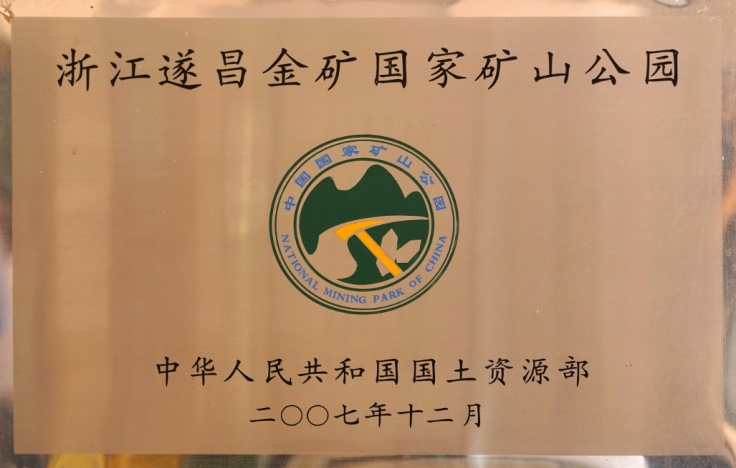 浙江遂昌金矿国家矿山公园
中国国家矿山公园
NATIONAL MINING PARK OF CHINA
中华人民共和国国土资源部
二〇〇七年十二月